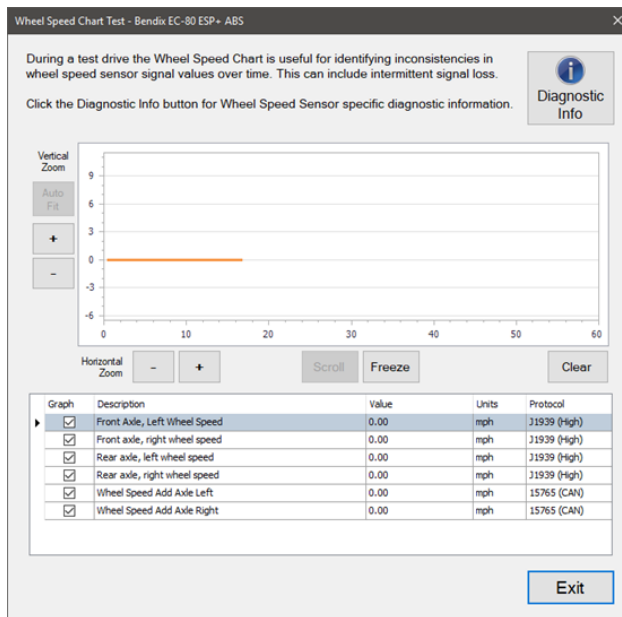 Wheel Speed Chart Test - Bendix EC-80 ESP+ ABS
During a test drive the Wheel Speed Chart is useful for identifying inconsistencies in
wheel speed sensor signal values over time. This can include intermittent signal loss.
Click the Diagnostic Info button for Wheel Speed Sensor specific diagnostic information.
Diagnostic
Info
Vertical
Zoom
Auto
Fit
+
-
9
6
3
0
-3
-6
0 10 20 30 40 50 60
Horizontal
Zoom
- +
Scroll Freeze Clear
Graph Description Value Units Protocol
Front Axle, Left Wheel Speed 0.00 mph J1939 (High)
Front axle, right wheel speed 0.00 mph J1939 (High)
Rear axle, left wheel speed 0.00 mph J1939 (High)
Rear axle, right wheel speed 0.00 mph J1939 (High)
Wheel Speed Add Axle Left 0.00 mph 15765 (CAN)
Wheel Speed Add Axle Right 0.00 mph 15765 (CAN)
Exit